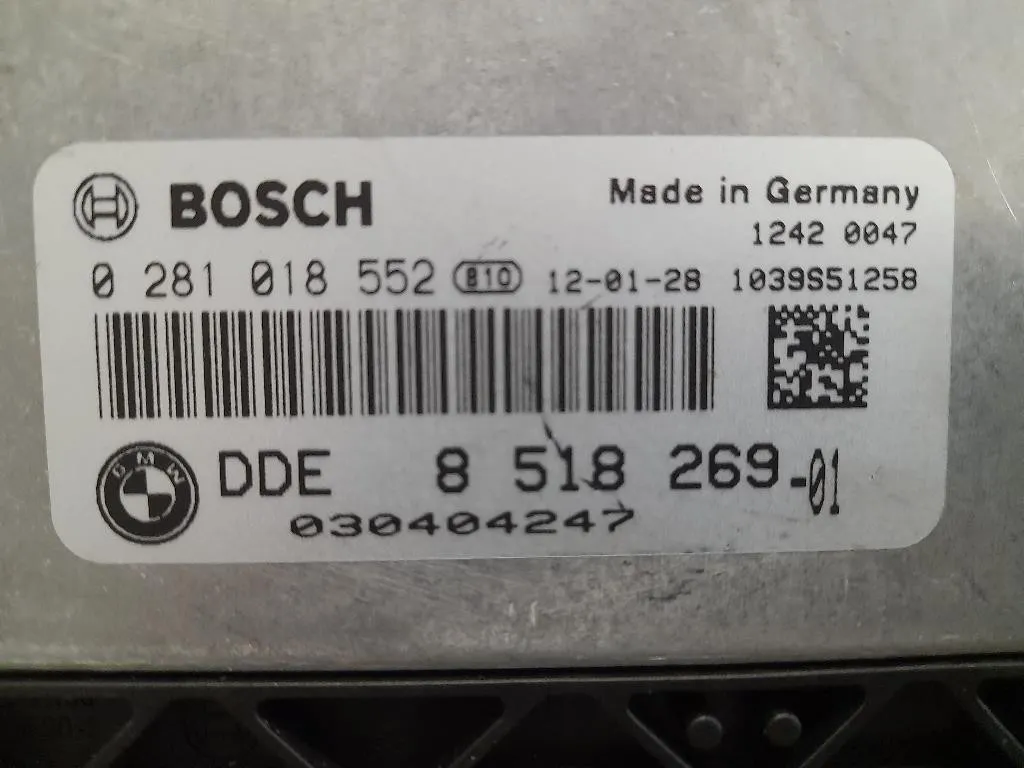 BOSCH
Made in Germany
1242 0047
0 281 018 552 810 12-01-28 1039S51258
BMW DDE 8 518 269-01
030404247